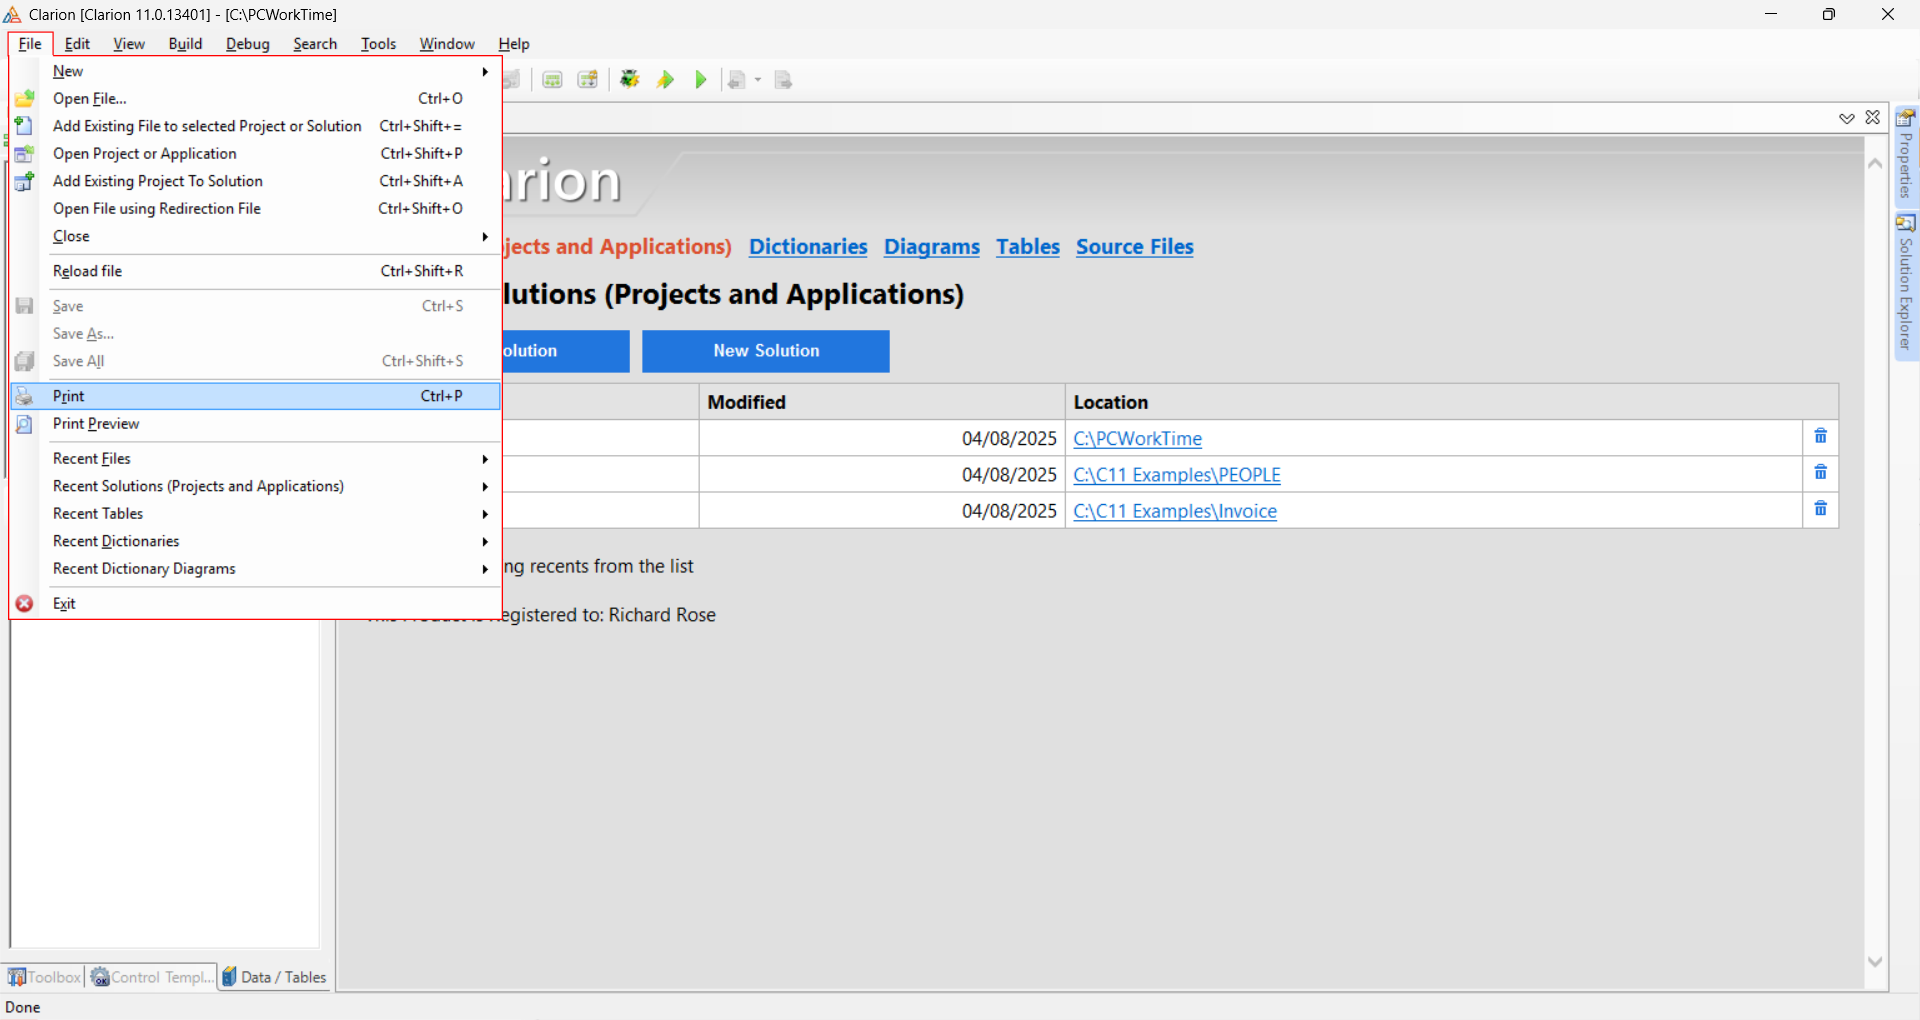 Clarion [Clarion 11.0.13401] - [C:\PCWorkTime]
File Edit View Build Debug Search Tools Window Help
New
Open File... Ctrl+O
Add Existing File to selected Project or Solution Ctrl+Shift+=
Open Project or Application Ctrl+Shift+P
Add Existing Project To Solution Ctrl+Shift+A
Open File using Redirection File Ctrl+Shift+O
Close
Reload file Ctrl+Shift+R
Save Ctrl+S
Save As...
Save All Ctrl+Shift+S
Print Ctrl+P
Print Preview
Recent Files
Recent Solutions (Projects and Applications)
Recent Tables
Recent Dictionaries
Recent Dictionary Diagrams
Exit
arion
jects and Applications) Dictionaries Diagrams Tables Source Files
lutions (Projects and Applications)
olution New Solution
Modified Location
04/08/2025 C:\PCWorkTime
04/08/2025 C:\C11 Examples\PEOPLE
04/08/2025 C:\C11 Examples\Invoice
ng recents from the list
egistered to: Richard Rose
Properties
Solution Explorer
Toolbox Control Templ... Data / Tables
Done